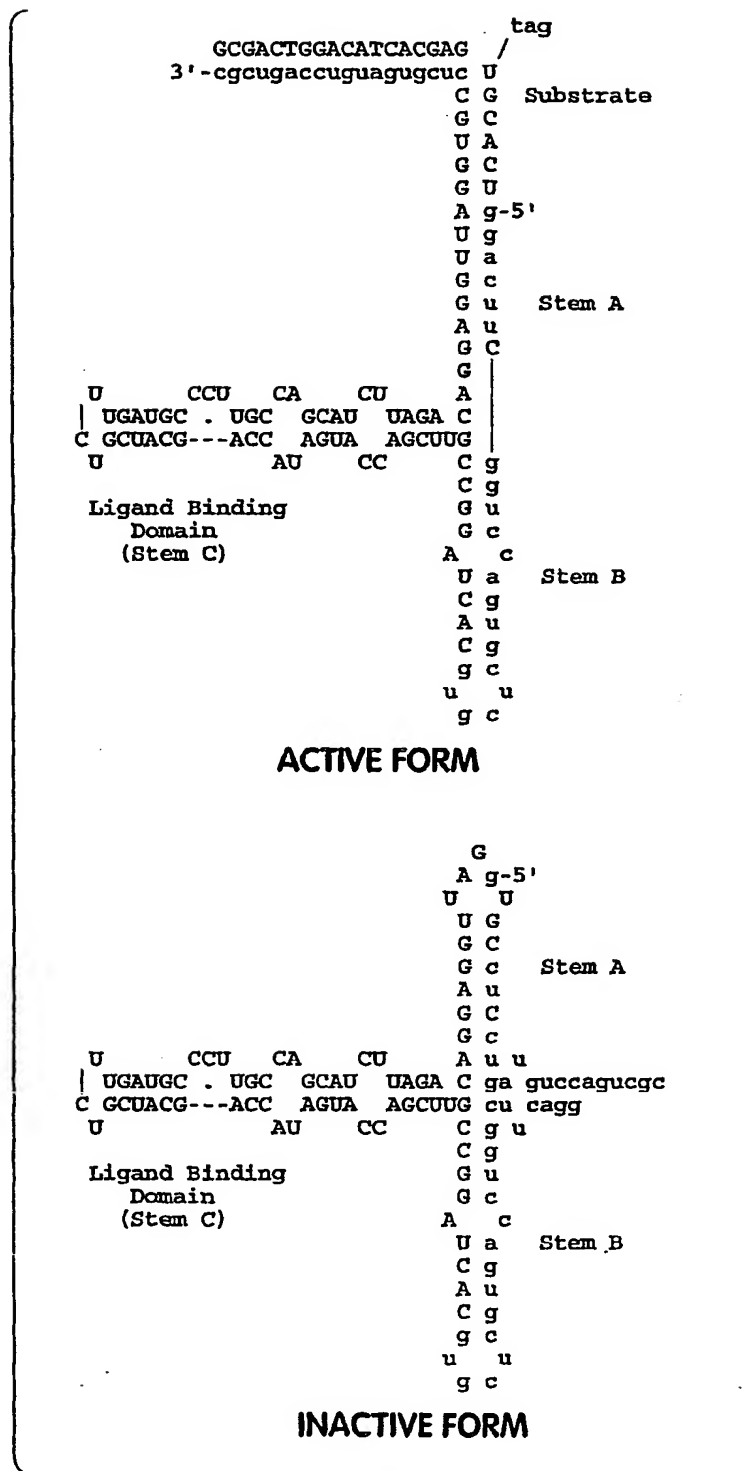 tag
GCGACTGGACATCACGAG /
3'-cgcugaccuguagugcuc U
C G Substrate
G C
U A
G C
G U
A g-5'
U g
U a
G c
G u Stem A
A u
G C
G
U CCU CA CU A
| UGAUGC . UGC GCAU UAGA C
C GCUACG---ACC AGUA AGCUUG
U AU CC C g
C g
Ligand Binding G u
Domain G c
(Stem C) A c
U a Stem B
C g
A u
C g
g c
u u
g c
ACTIVE FORM
G
A g-5'
U U
U G
G C
G c Stem A
A u
G C
G c
U CCU CA CU A u u
| UGAUGC . UGC GCAU UAGA C ga guccagucgc
C GCUACG---ACC AGUA AGCUUG cu cagg
U AU CC C g u
C g
Ligand Binding G u
Domain G c
(Stem C) A c
U a Stem B
C g
A u
C g
g c
u u
g c
INACTIVE FORM